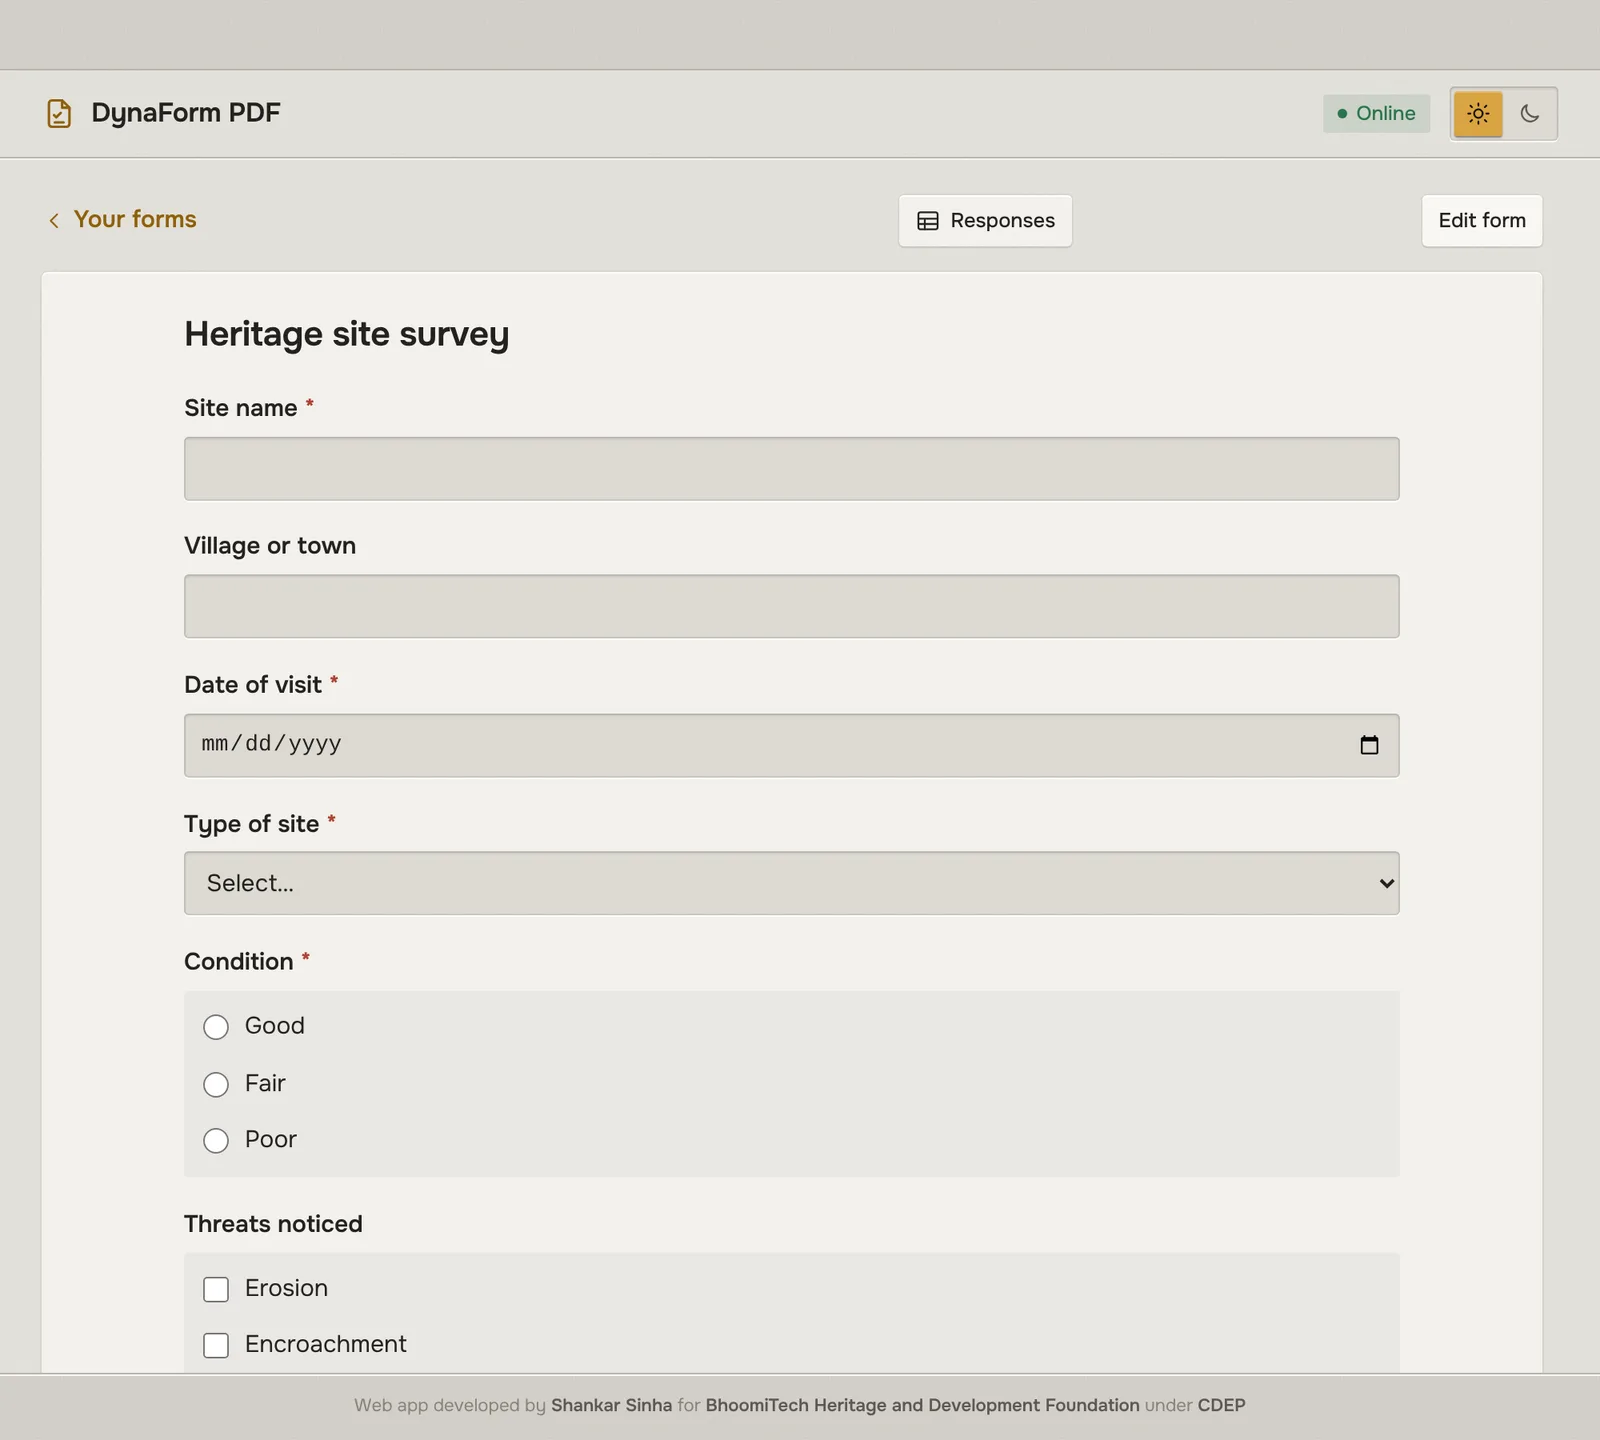 DynaForm PDF
Online
Your forms
Responses
Edit form
Heritage site survey
Site name *
Village or town
Date of visit *
mm/dd/yyyy
Type of site *
Select...
Condition *
Good
Fair
Poor
Threats noticed
Erosion
Encroachment
Web app developed by Shankar Sinha for BhoomiTech Heritage and Development Foundation under CDEP